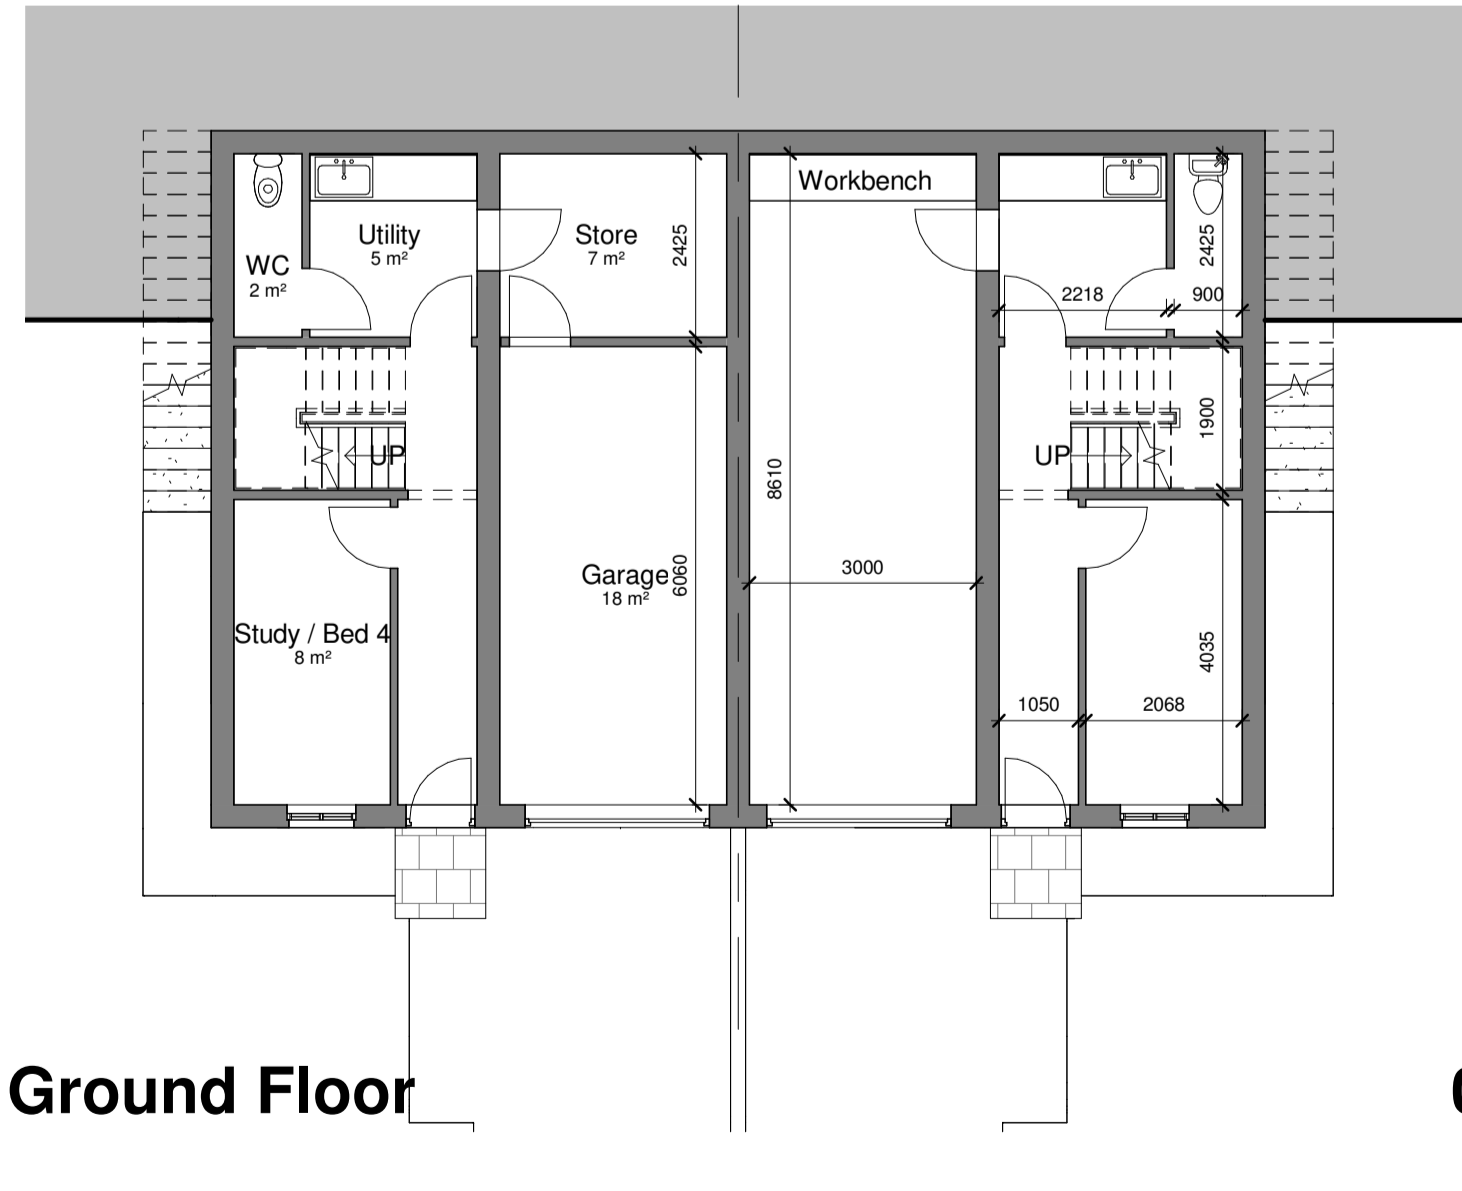 Workbench
Utility
5 m²
Store
7 m²
2425
2425
WC
2 m²
2218
900
1900
UP
UP
8610
Garage
18 m²
6060
3000
Study / Bed 4
8 m²
4035
1050
2068
Ground Floor